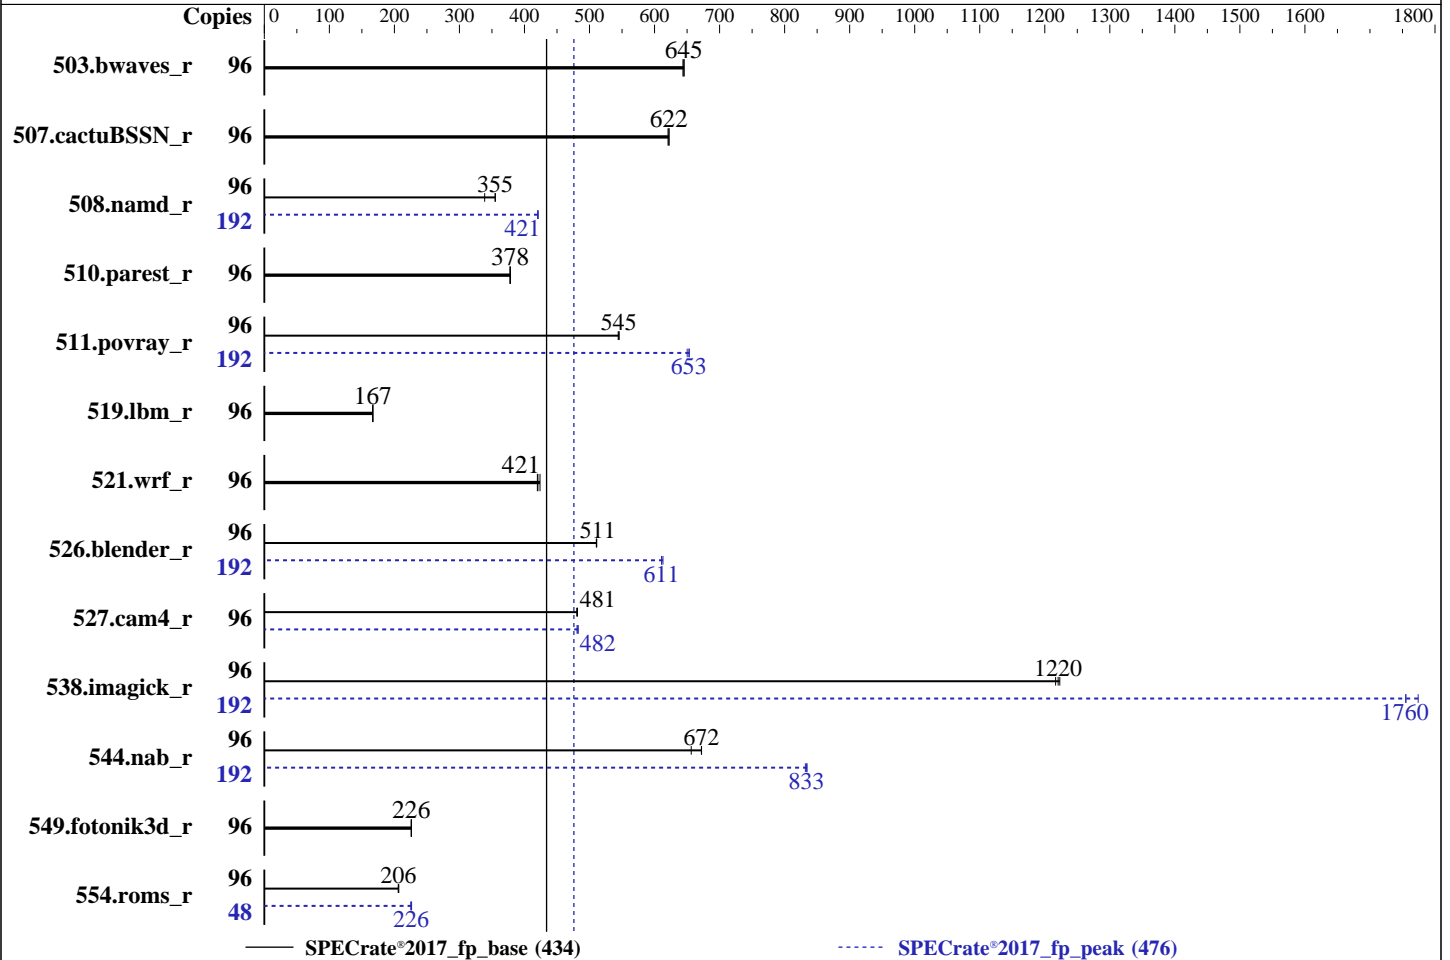 Copies 0 100 200 300 400 500 600 700 800 900 1000 1100 1200 1300 1400 1500 1600 1800
503.bwaves_r 96 645
507.cactuBSSN_r 96 622
508.namd_r 96 355
192 421
510.parest_r 96 378
511.povray_r 96 545
192 653
519.lbm_r 96 167
521.wrf_r 96 421
526.blender_r 96 511
192 611
527.cam4_r 96 481
482
538.imagick_r 96 1220
192 1760
544.nab_r 96 672
192 833
549.fotonik3d_r 96 226
554.roms_r 96 206
48 226
SPECrate®2017_fp_base (434) SPECrate®2017_fp_peak (476)